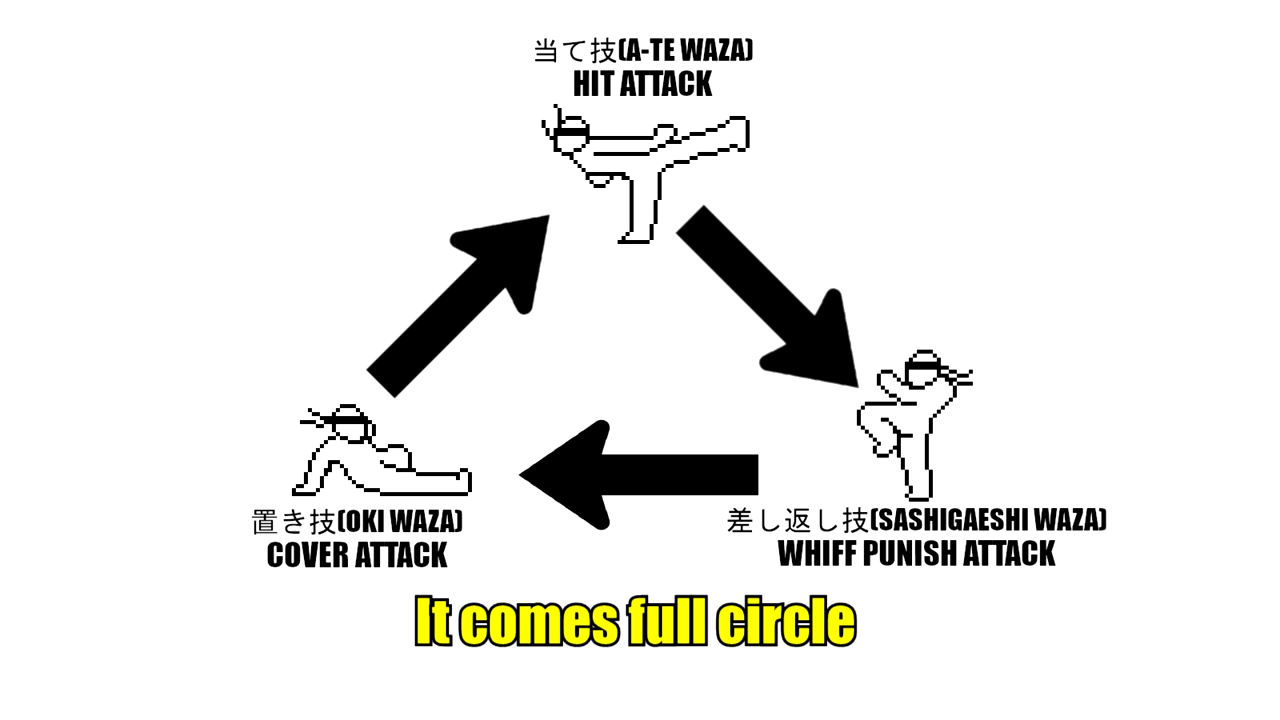 当て技(A-TE WAZA)
HIT ATTACK
置き技(OKI WAZA)
COVER ATTACK
差し返し技(SASHIGAESHI WAZA)
WHIFF PUNISH ATTACK
It comes full circle